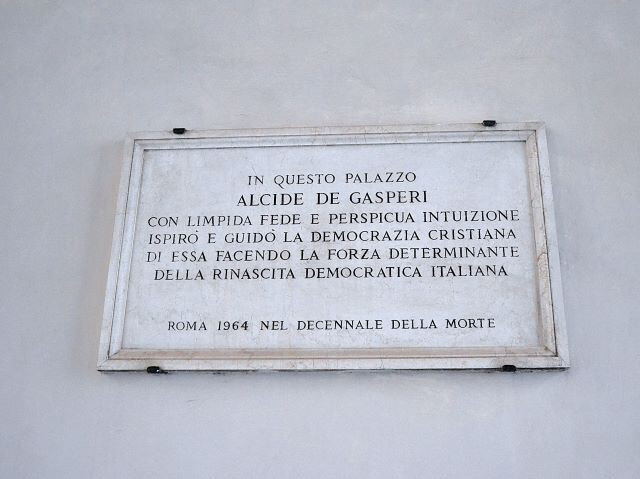 IN QUESTO PALAZZO
ALCIDE DE GASPERI
CON LIMPIDA FEDE E PERSPICUA INTUIZIONE
ISPIRÒ E GUIDÒ LA DEMOCRAZIA CRISTIANA
DI ESSA FACENDO LA FORZA DETERMINANTE
DELLA RINASCITA DEMOCRATICA ITALIANA
ROMA 1964 NEL DECENNALE DELLA MORTE